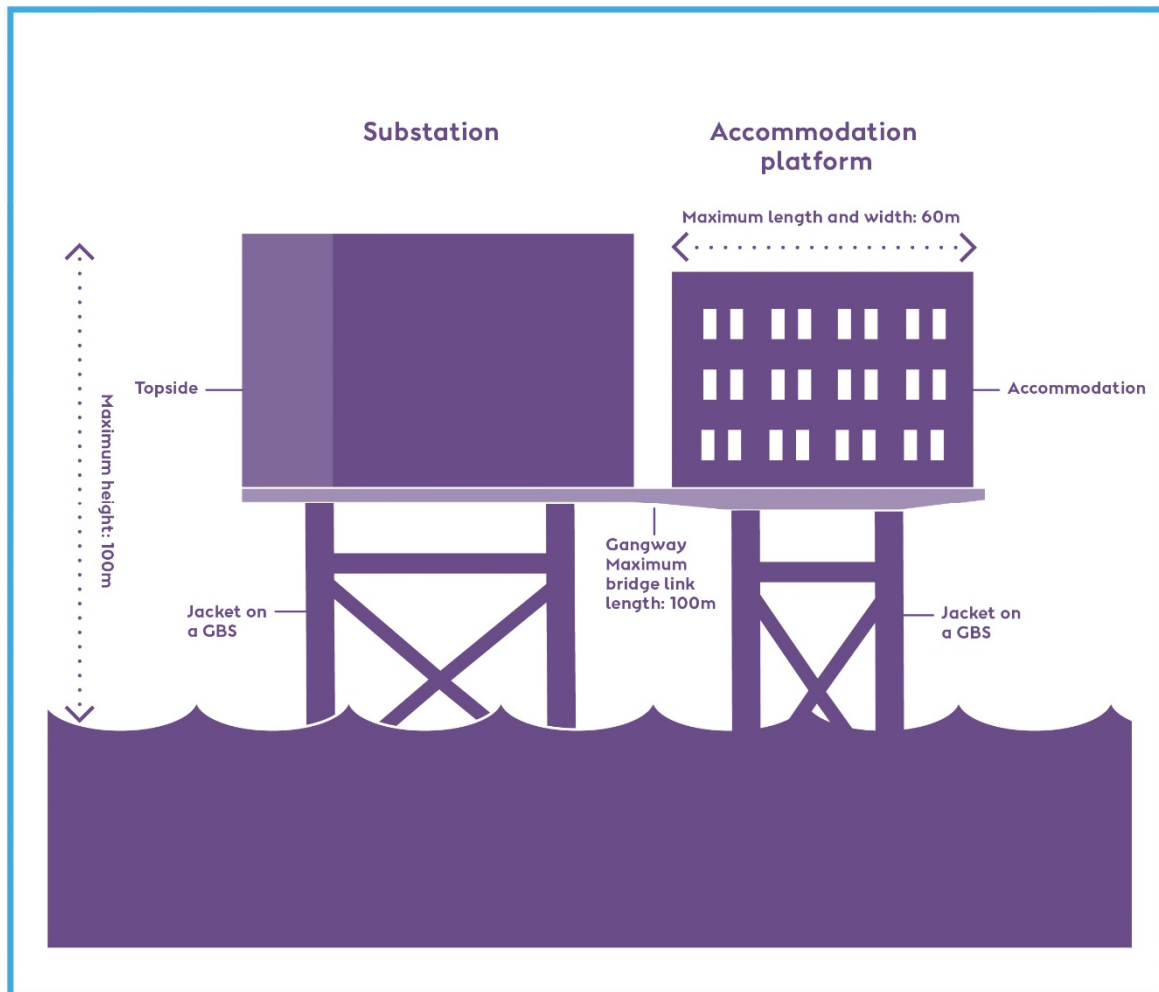 Substation
Accommodation
platform
Maximum length and width: 60m
Topside
Maximum height: 100m
Accommodation
Gangway
Maximum
bridge link
length: 100m
Jacket on
a GBS
Jacket on
a GBS